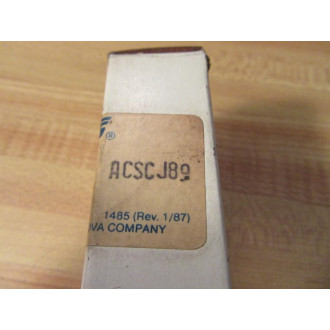 ®
ACSCJ89
1485 (Rev. 1/87)
VA COMPANY